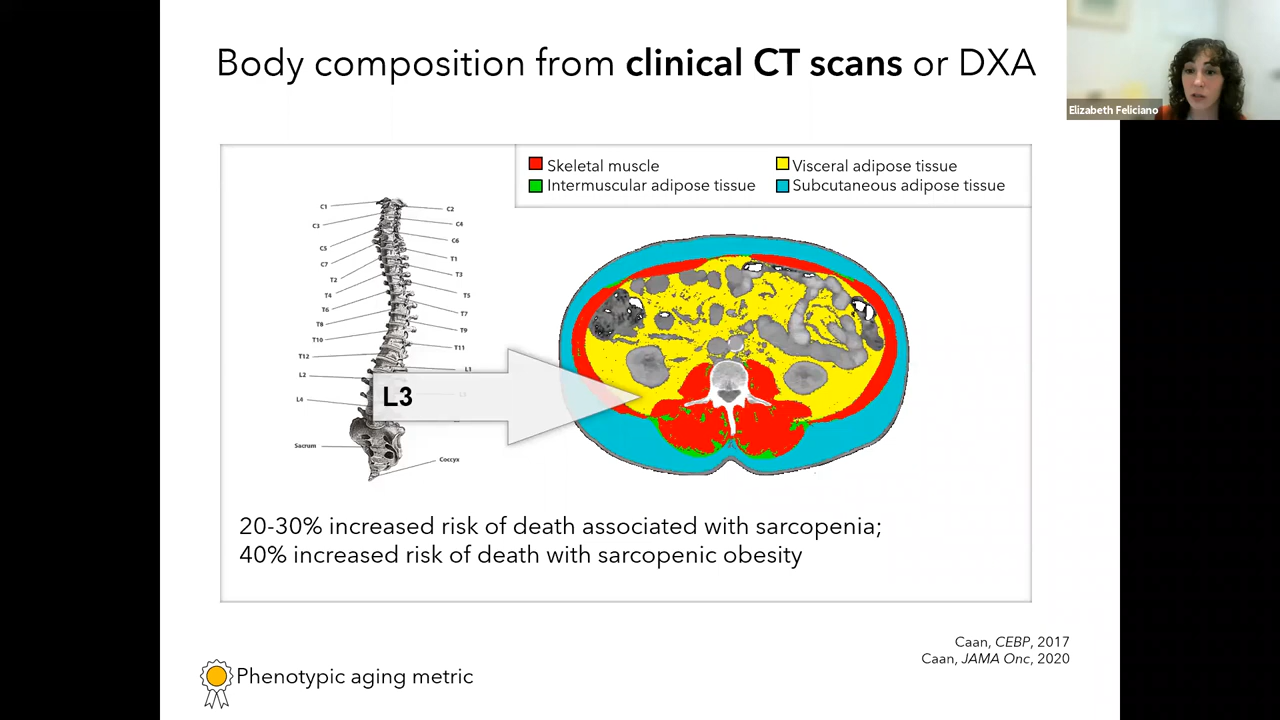 Body composition from clinical CT scans or DXA
Elizabeth Feliciano
Skeletal muscle
Visceral adipose tissue
Intermuscular adipose tissue
Subcutaneous adipose tissue
C1
C2
C3
C4
C5
C6
C7
T1
T2
T3
T4
T5
T6
T7
T8
T9
T10
T11
T12
L1
L2
L3
L4
L3
Sacrum
Coccyx
20-30% increased risk of death associated with sarcopenia;
40% increased risk of death with sarcopenic obesity
Caan, CEBP, 2017
Caan, JAMA Onc, 2020
Phenotypic aging metric